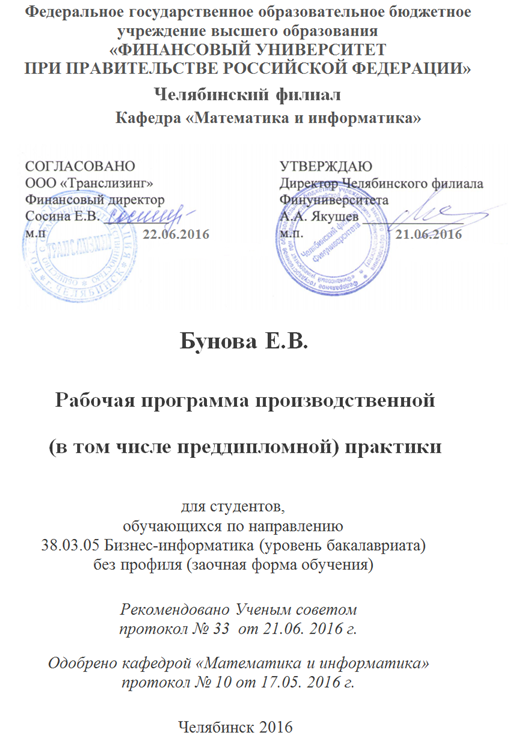 Федеральное государственное образовательное бюджетное
учреждение высшего образования
«ФИНАНСОВЫЙ УНИВЕРСИТЕТ
ПРИ ПРАВИТЕЛЬСТВЕ РОССИЙСКОЙ ФЕДЕРАЦИИ»
Челябинский филиал
Кафедра «Математика и информатика»
СОГЛАСОВАНО
ООО «Транслизинг»
Финансовый директор
Сосина Е.В.
м.п
22.06.2016
УТВЕРЖДАЮ
Директор Челябинского филиала
Финуниверситета
А.А. Якушев
м.п.
21.06.2016
ТРАНСЛИЗИНГ
Челябинский филиал
Финуниверситета
Бунова Е.В.
Рабочая программа производственной
(в том числе преддипломной) практики
для студентов,
обучающихся по направлению
38.03.05 Бизнес-информатика (уровень бакалавриата)
без профиля (заочная форма обучения)
Рекомендовано Ученым советом
протокол № 33 от 21.06. 2016 г.
Одобрено кафедрой «Математика и информатика»
протокол № 10 от 17.05. 2016 г.
Челябинск 2016